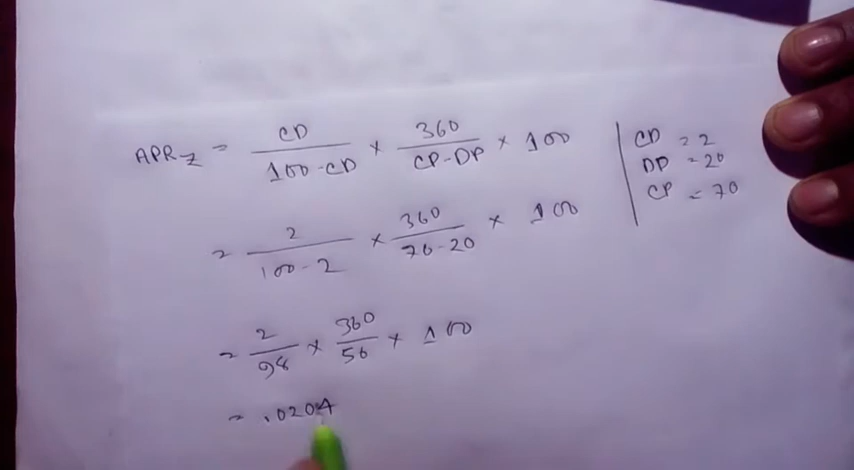 APR_Z = CD / 100-CD × 360 / CP-DP × 100
CD = 2
DP = 20
CP = 70
= 2 / 100-2 × 360 / 70-20 × 100
= 2 / 98 × 360 / 50 × 100
= .0204